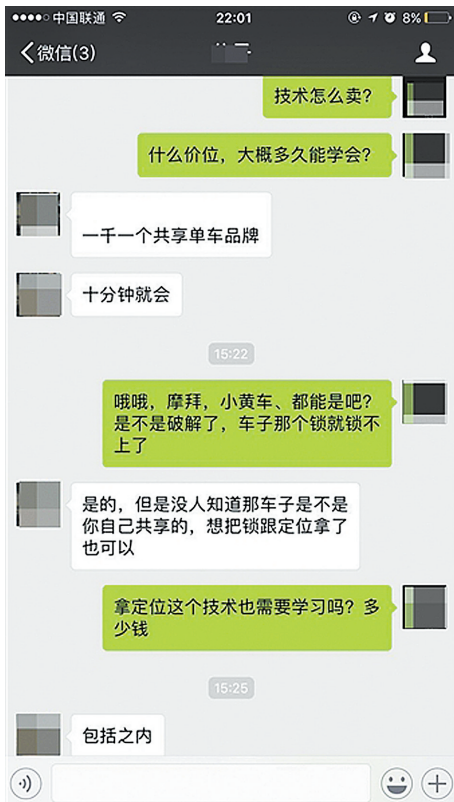 中国联通 22:01 8%
微信(3)
技术怎么卖?
什么价位，大概多久能学会?
一千一个共享单车品牌
十分钟就会
15:22
哦哦，摩拜，小黄车、都能是吧?
是不是破解了，车子那个锁就锁不
上了
是的，但是没人知道那车子是不是
你自己共享的，想把锁跟定位拿了
也可以
拿定位这个技术也需要学习吗? 多
少钱
15:25
包括之内